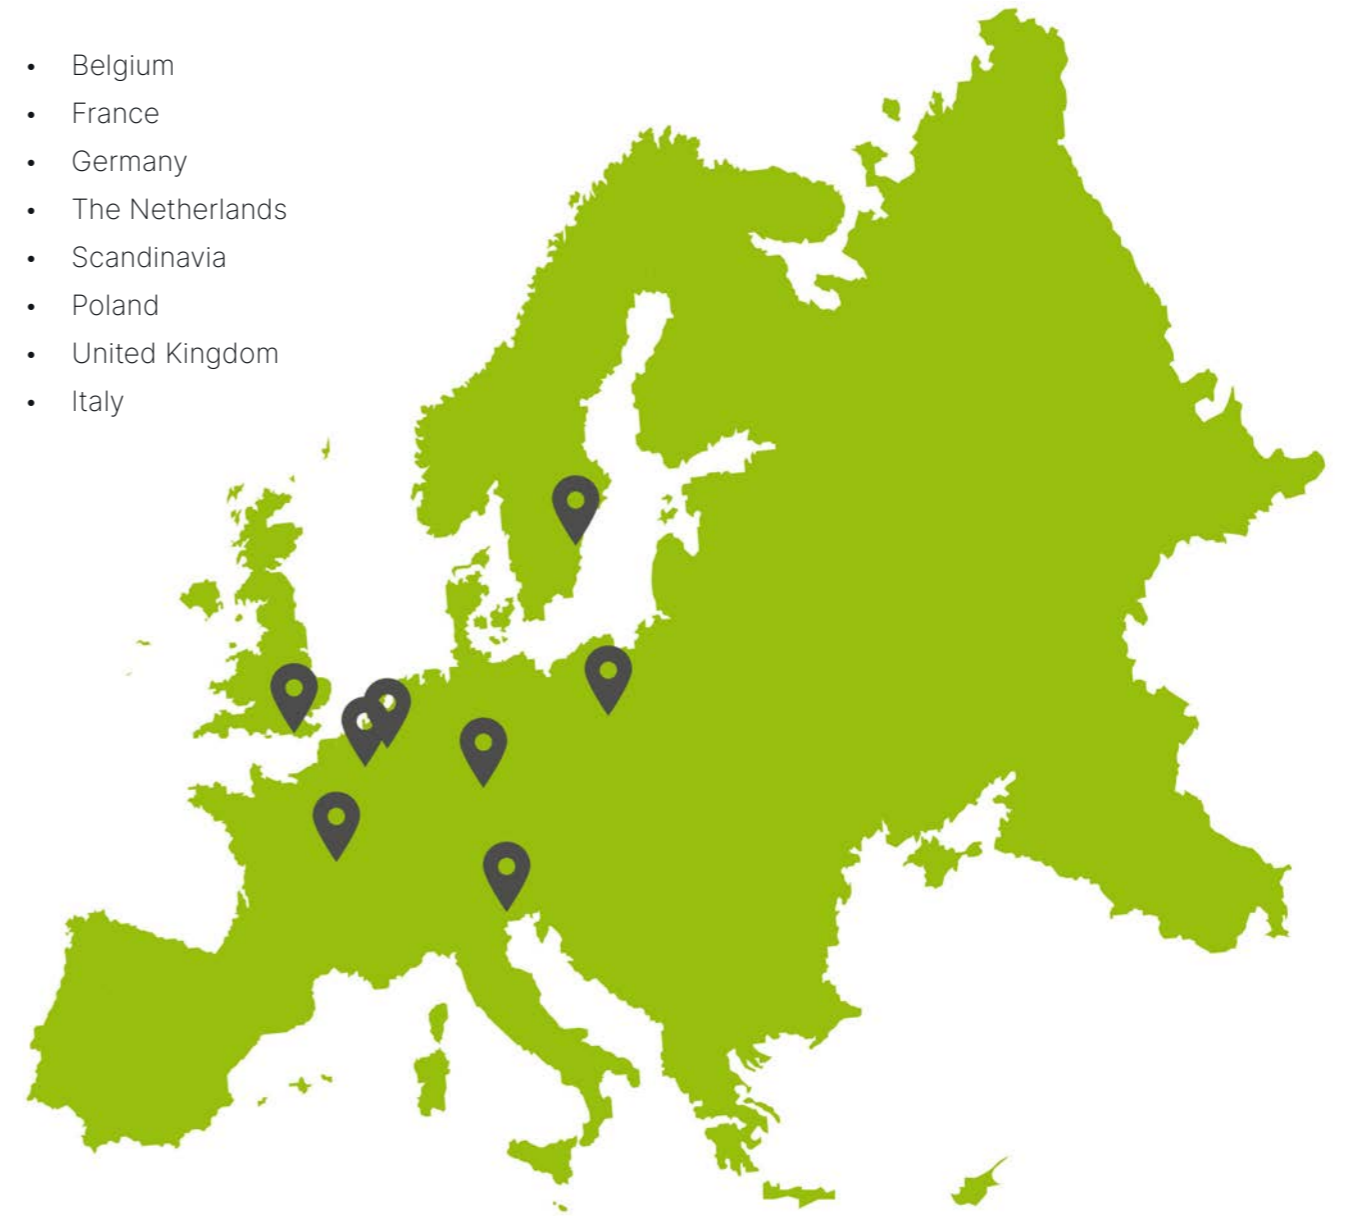 • Belgium
• France
• Germany
• The Netherlands
• Scandinavia
• Poland
• United Kingdom
• Italy